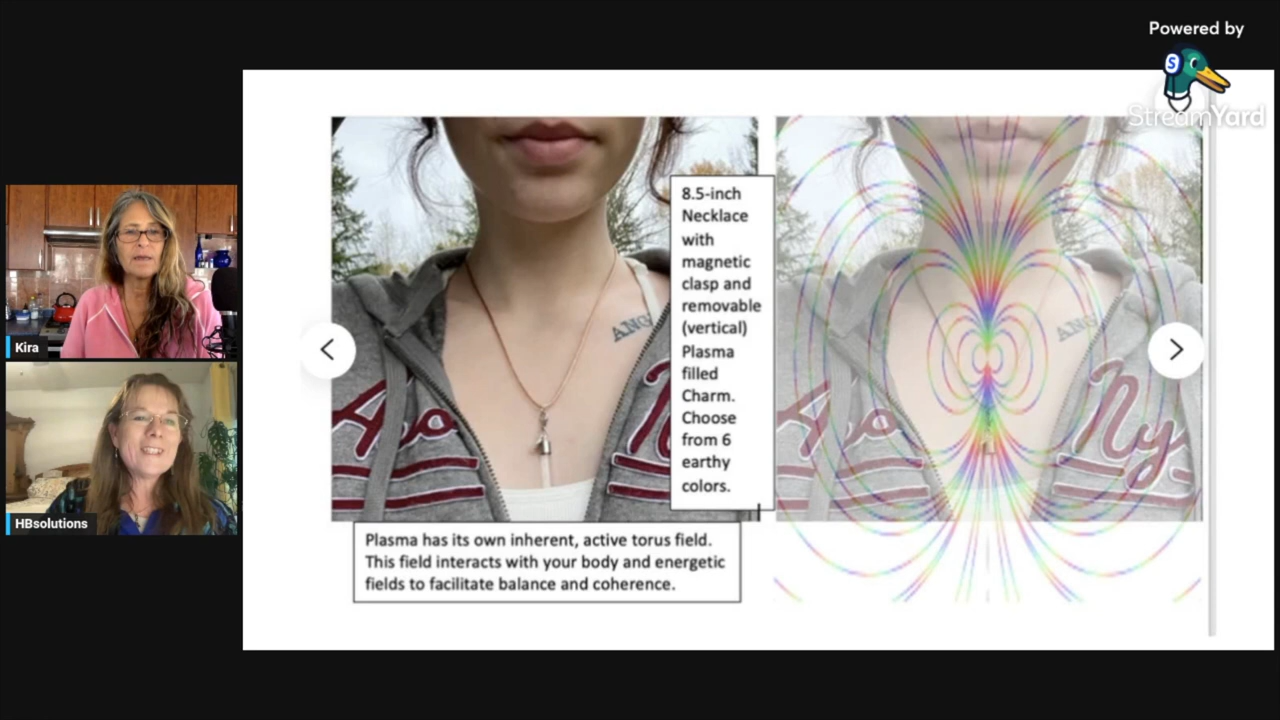 Powered by
StreamYard
8.5-inch
Necklace
with
magnetic
clasp and
removable
(vertical)
Plasma
filled
Charm.
Choose
from 6
earthy
colors.
ANG
Kira
HBsolutions
Plasma has its own inherent, active torus field.
This field interacts with your body and energetic
fields to facilitate balance and coherence.